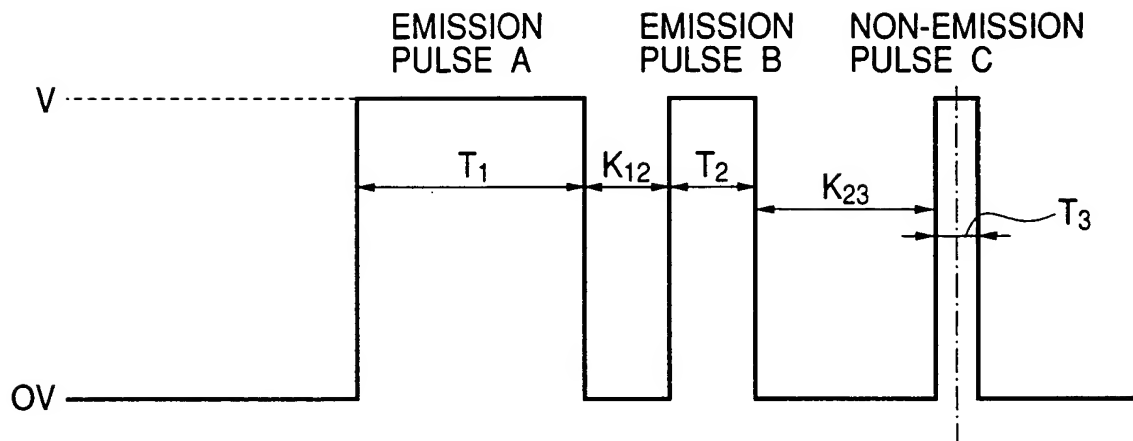 EMISSION
PULSE A
EMISSION
PULSE B
NON-EMISSION
PULSE C
V
T1
K12
T2
K23
T3
OV